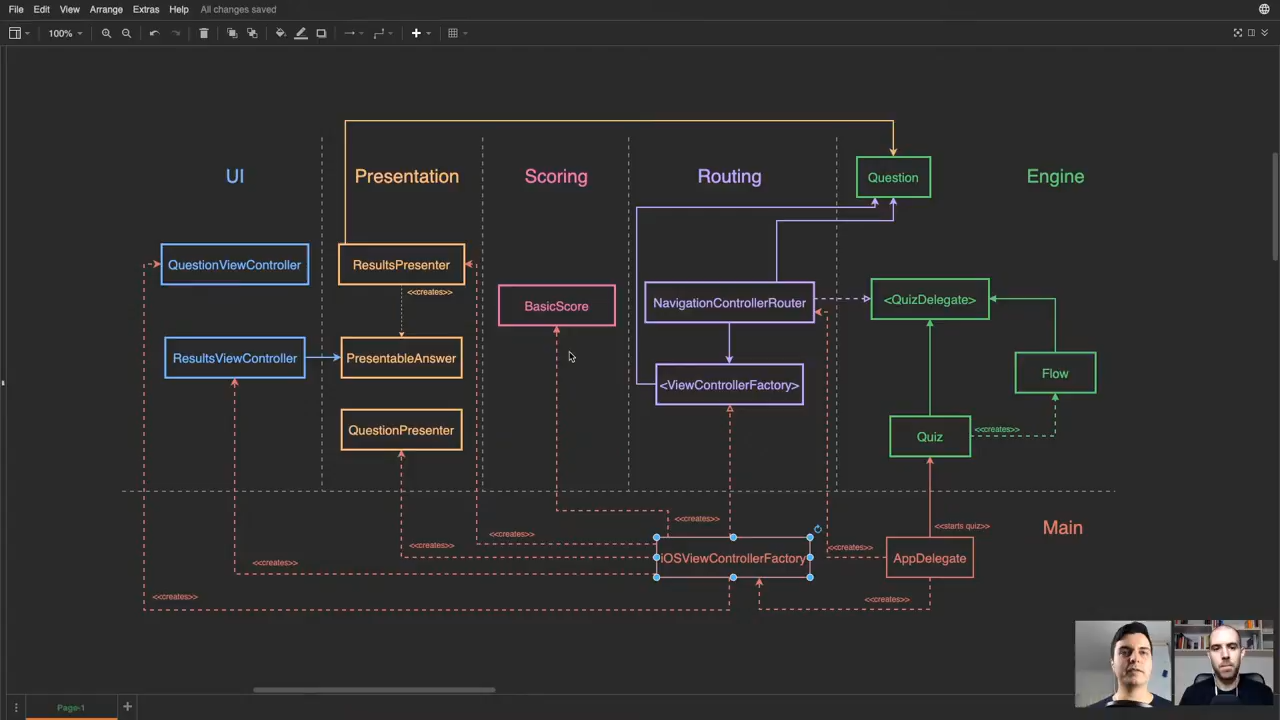 File Edit View Arrange Extras Help All changes saved
100%
UI Presentation Scoring Routing Engine
Question
QuestionViewController
ResultsPresenter
<<creates>>
BasicScore
NavigationControllerRouter
<QuizDelegate>
ResultsViewController
PresentableAnswer
<ViewControllerFactory>
Flow
QuestionPresenter
Quiz
<<creates>>
Main
<<creates>>
<<starts quiz>>
<<creates>>
<<creates>>
<<creates>>
iOSViewControllerFactory
AppDelegate
<<creates>>
<<creates>>
<<creates>>
Page-1